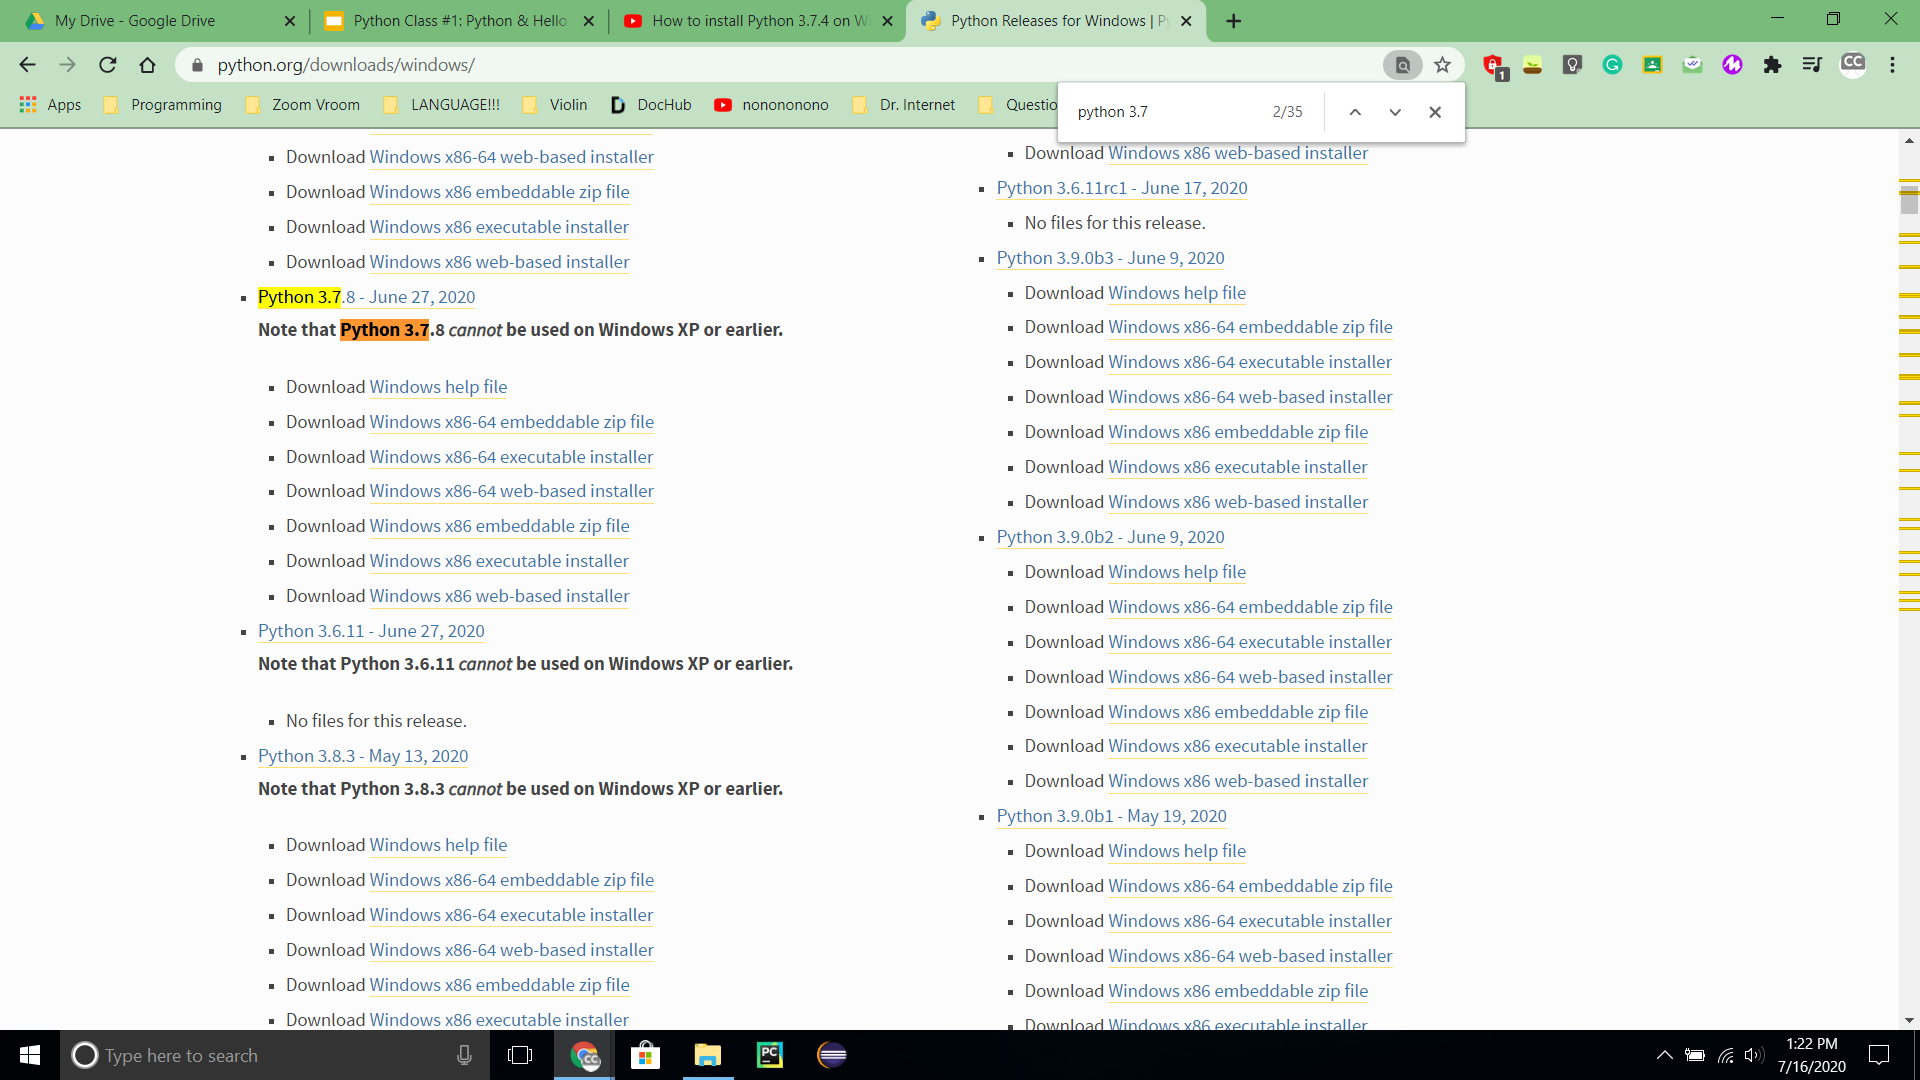 My Drive - Google Drive
Python Class #1: Python & Hello
How to install Python 3.7.4 on Wi
Python Releases for Windows | Py
python.org/downloads/windows/
1
CC
Apps
Programming
Zoom Vroom
LANGUAGE!!!
Violin
DocHub
nonononono
Dr. Internet
Questio
python 3.7
2/35
Download Windows x86-64 web-based installer
Download Windows x86 embeddable zip file
Download Windows x86 executable installer
Download Windows x86 web-based installer
Python 3.7.8 - June 27, 2020
Note that Python 3.7.8 cannot be used on Windows XP or earlier.
Download Windows help file
Download Windows x86-64 embeddable zip file
Download Windows x86-64 executable installer
Download Windows x86-64 web-based installer
Download Windows x86 embeddable zip file
Download Windows x86 executable installer
Download Windows x86 web-based installer
Python 3.6.11 - June 27, 2020
Note that Python 3.6.11 cannot be used on Windows XP or earlier.
No files for this release.
Python 3.8.3 - May 13, 2020
Note that Python 3.8.3 cannot be used on Windows XP or earlier.
Download Windows help file
Download Windows x86-64 embeddable zip file
Download Windows x86-64 executable installer
Download Windows x86-64 web-based installer
Download Windows x86 embeddable zip file
Download Windows x86 executable installer
Download Windows x86 web-based installer
Python 3.6.11rc1 - June 17, 2020
No files for this release.
Python 3.9.0b3 - June 9, 2020
Download Windows help file
Download Windows x86-64 embeddable zip file
Download Windows x86-64 executable installer
Download Windows x86-64 web-based installer
Download Windows x86 embeddable zip file
Download Windows x86 executable installer
Download Windows x86 web-based installer
Python 3.9.0b2 - June 9, 2020
Download Windows help file
Download Windows x86-64 embeddable zip file
Download Windows x86-64 executable installer
Download Windows x86-64 web-based installer
Download Windows x86 embeddable zip file
Download Windows x86 executable installer
Download Windows x86 web-based installer
Python 3.9.0b1 - May 19, 2020
Download Windows help file
Download Windows x86-64 embeddable zip file
Download Windows x86-64 executable installer
Download Windows x86-64 web-based installer
Download Windows x86 embeddable zip file
Download Windows x86 executable installer
Type here to search
CC
PC
1:22 PM
7/16/2020